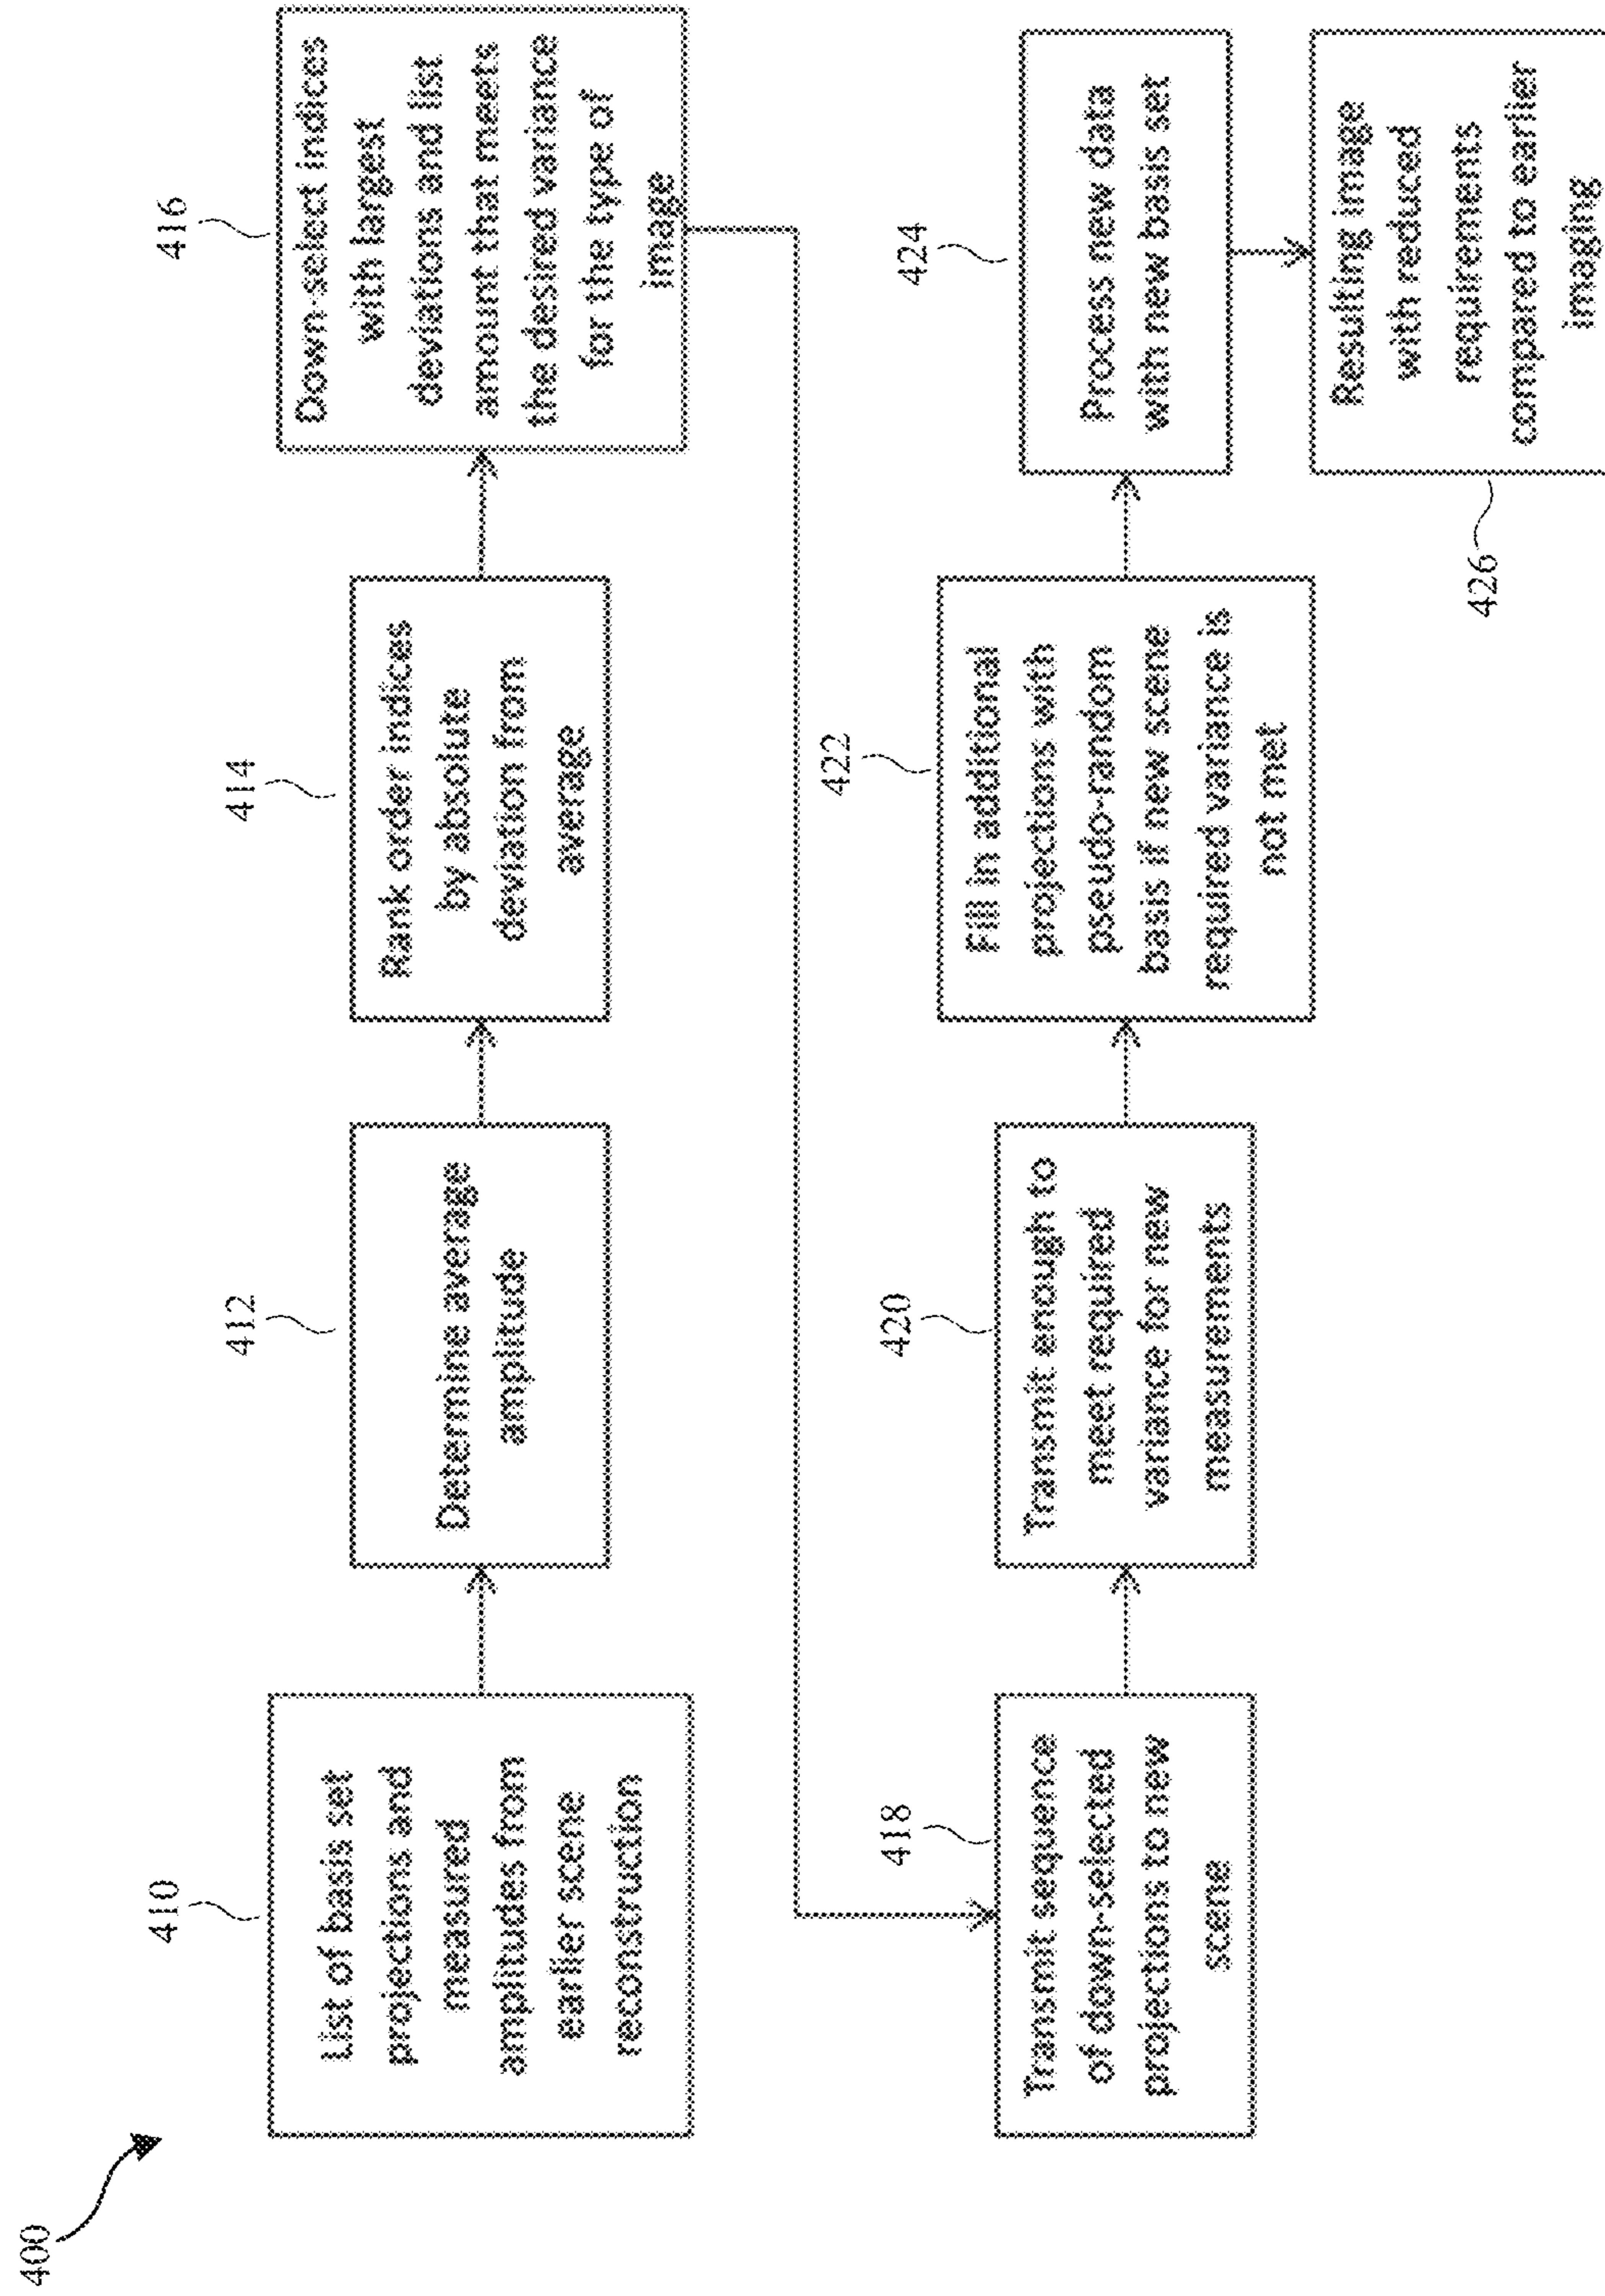 400
410
List of basis set
projections and
measured
amplitudes from
earlier scene
reconstruction
412
Determine average
amplitude
414
Rank order indices
by absolute
deviation from
average
416
Down-select indices
with largest
deviations and list
amount that meets
the desired variance
for the type of
image
418
Transmit sequence
of down-selected
projections to new
scene
420
Transmit enough to
meet required
variance for new
measurements
422
Fill in additional
projections with
pseudo-random
basis if new scene
required variance is
not met
424
Process new data
with new basis set
426
Resulting image
with reduced
requirements
compared to earlier
imaging